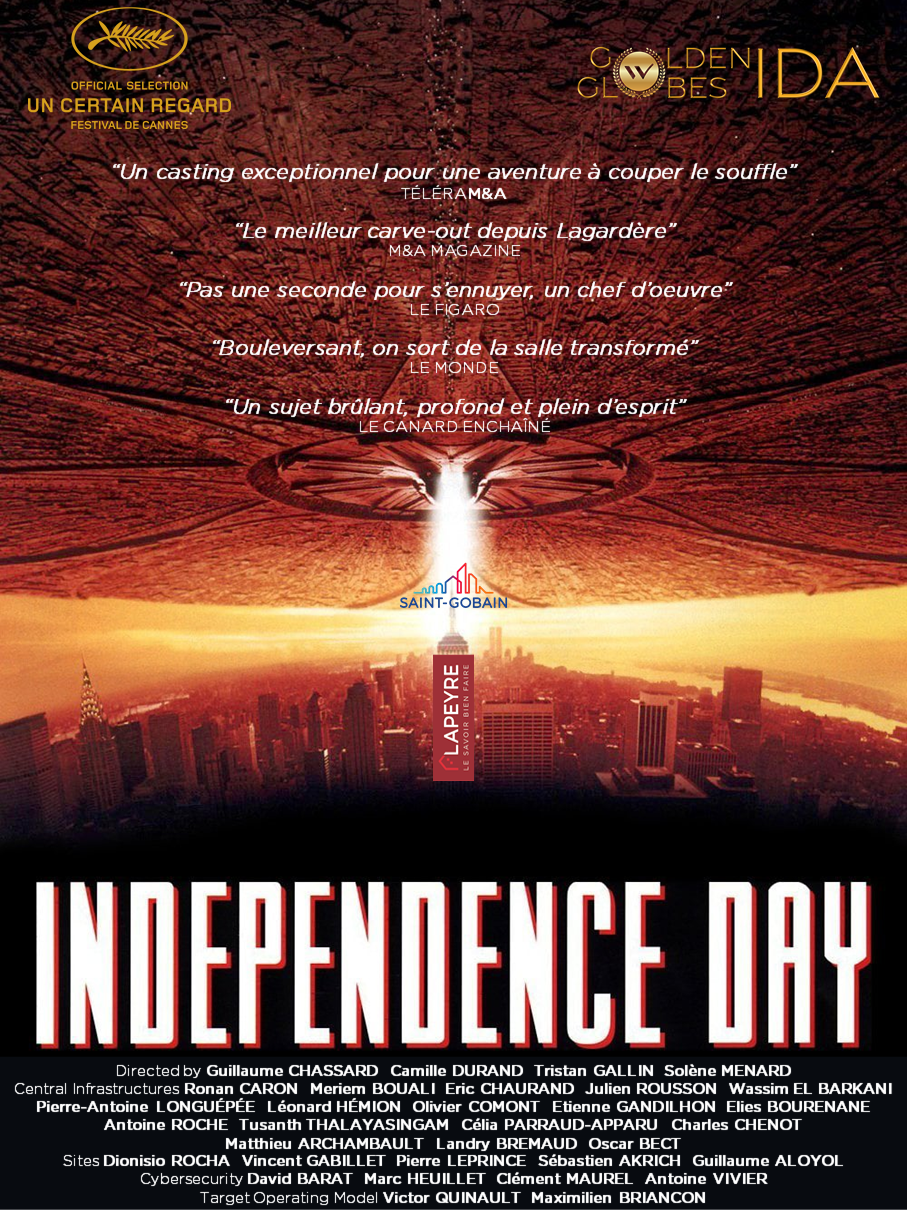 OFFICIAL SELECTION
UN CERTAIN REGARD
FESTIVAL DE CANNES
GOLDEN
GLOBES
IDA
“Un casting exceptionnel pour une aventure à couper le souffle”
TÉLÉRAM&A
“Le meilleur carve-out depuis Lagardère”
M&A MAGAZINE
“Pas une seconde pour s’ennuyer, un chef d’oeuvre”
LE FIGARO
“Bouleversant, on sort de la salle transformé”
LE MONDE
“Un sujet brûlant, profond et plein d’esprit”
LE CANARD ENCHAÎNÉ
SAINT-GOBAIN
LAPEYRE
LE SAVOIR BIEN FAIRE
INDEPENDENCE DAY
Directed by Guillaume CHASSARD Camille DURAND Tristan GALLIN Solène MENARD
Central Infrastructures Ronan CARON Meriem BOUALI Eric CHAURAND Julien ROUSSON Wassim EL BARKANI
Pierre-Antoine LONGUÉPÉE Léonard HÉMION Olivier COMONT Etienne GANDILHON Elies BOURENANE
Antoine ROCHE Tusanth THALAYASINGAM Célia PARRAUD-APPARU Charles CHENOT
Matthieu ARCHAMBAULT Landry BREMAUD Oscar BECT
Sites Dionisio ROCHA Vincent GABILLET Pierre LEPRINCE Sébastien AKRICH Guillaume ALOYOL
Cybersecurity David BARAT Marc HEUILLET Clément MAUREL Antoine VIVIER
Target Operating Model Victor QUINAULT Maximilien BRIANCON